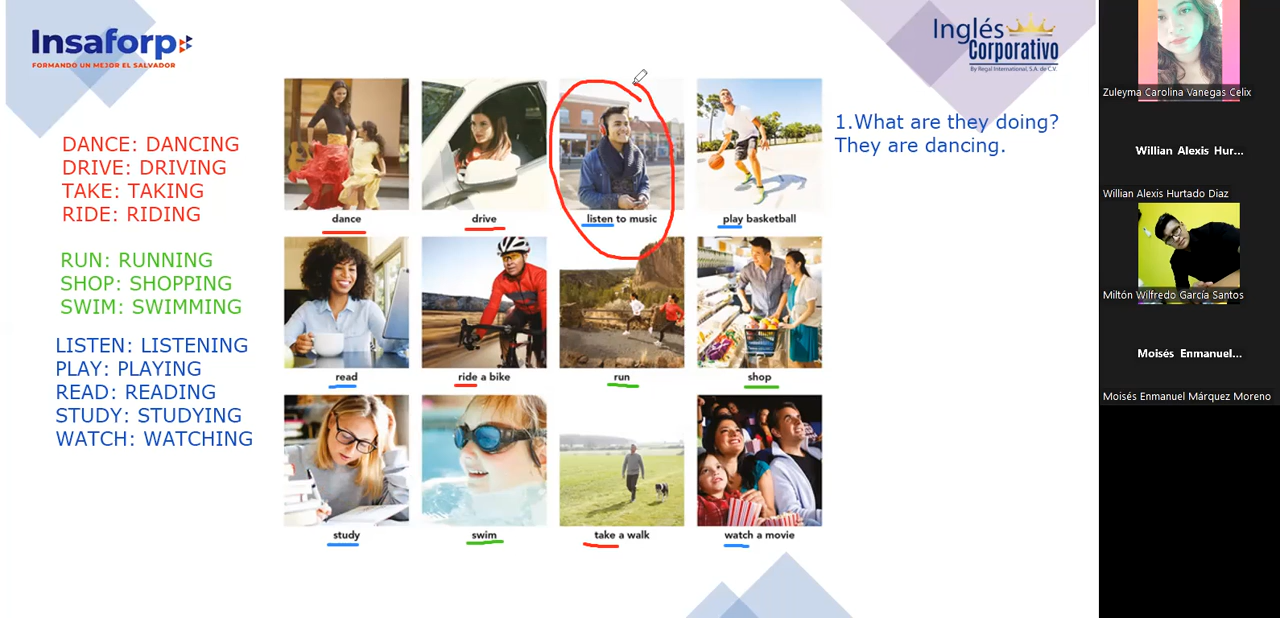 Insaforp
FORMANDO UN MEJOR EL SALVADOR
Inglés
Corporativo
By Regal International, S.A. de C.V.
DANCE: DANCING
DRIVE: DRIVING
TAKE: TAKING
RIDE: RIDING
RUN: RUNNING
SHOP: SHOPPING
SWIM: SWIMMING
LISTEN: LISTENING
PLAY: PLAYING
READ: READING
STUDY: STUDYING
WATCH: WATCHING
dance
drive
listen to music
play basketball
read
ride a bike
run
shop
study
swim
take a walk
watch a movie
1.What are they doing?
They are dancing.
Zuleyma Carolina Vanegas Celix
Willian Alexis Hur...
Willian Alexis Hurtado Diaz
Miltón Wilfredo García Santos
Moisés Enmanuel...
Moisés Enmanuel Márquez Moreno